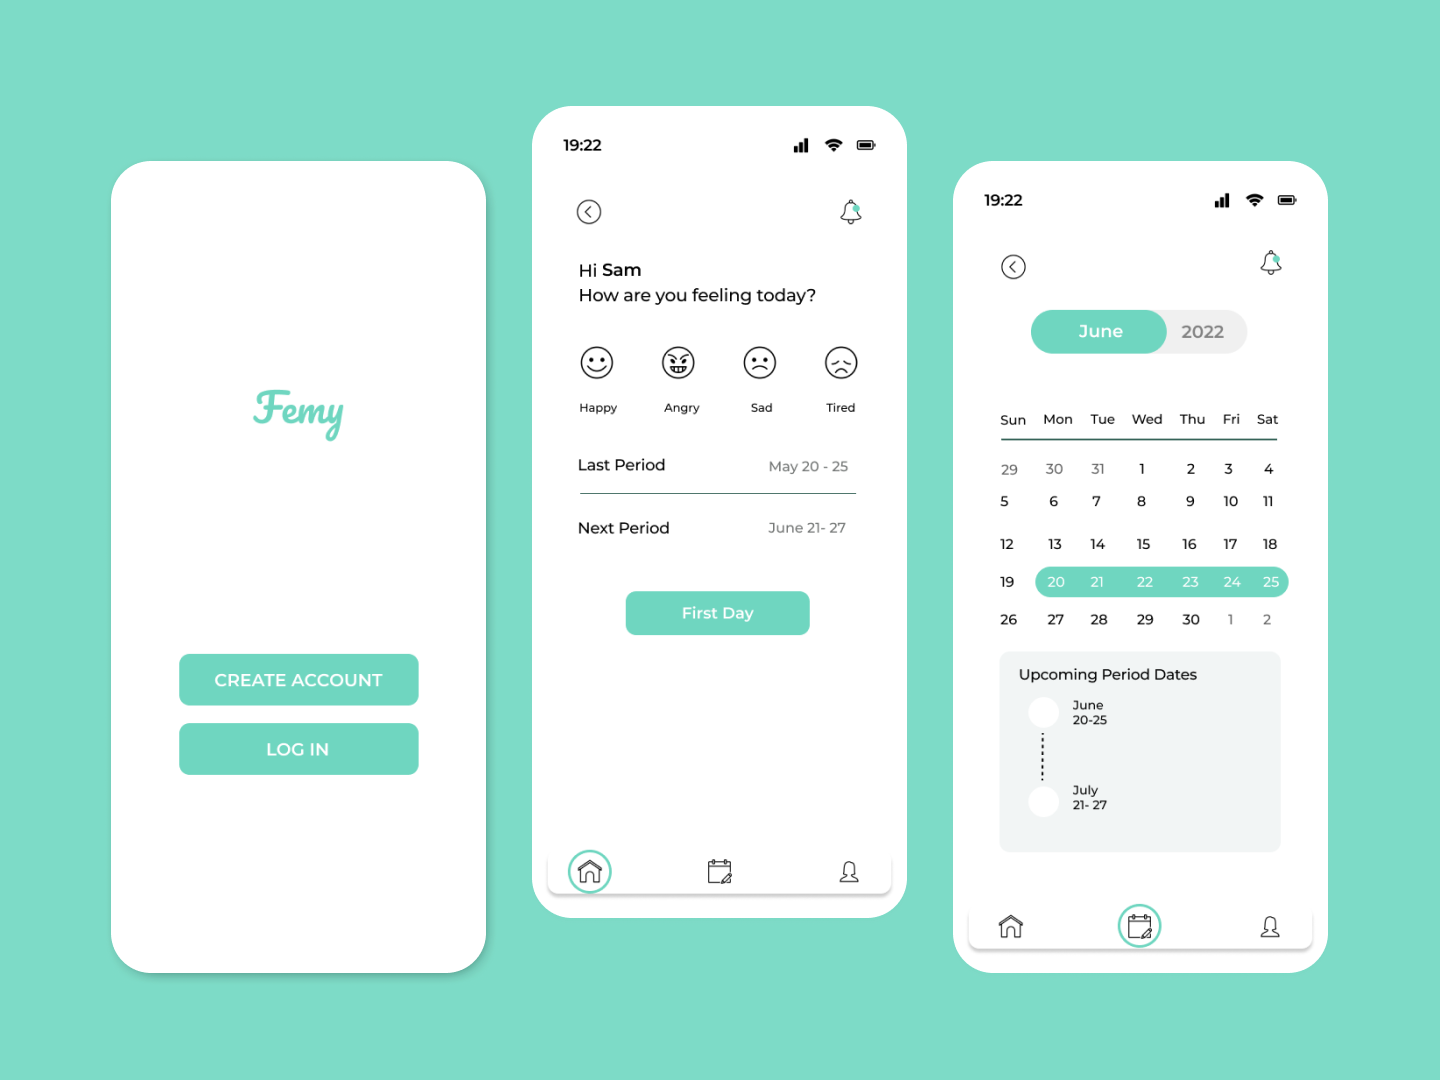 Femy
CREATE ACCOUNT
LOG IN
19:22
Hi Sam
How are you feeling today?
Happy Angry Sad Tired
Last Period May 20 - 25
Next Period June 21- 27
First Day
19:22
June 2022
Sun Mon Tue Wed Thu Fri Sat
29 30 31 1 2 3 4
5 6 7 8 9 10 11
12 13 14 15 16 17 18
19 20 21 22 23 24 25
26 27 28 29 30 1 2
Upcoming Period Dates
June
20-25
July
21- 27